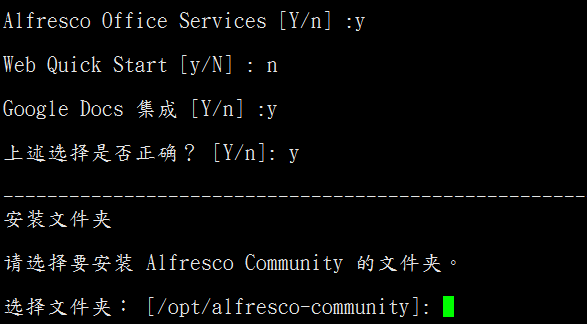 Alfresco Office Services [Y/n] :y
Web Quick Start [y/N] : n
Google Docs 集成 [Y/n] :y
上述选择是否正确？ [Y/n]: y
----------------------------------------------------
安装文件夹
请选择要安装 Alfresco Community 的文件夹。
选择文件夹： [/opt/alfresco-community]: